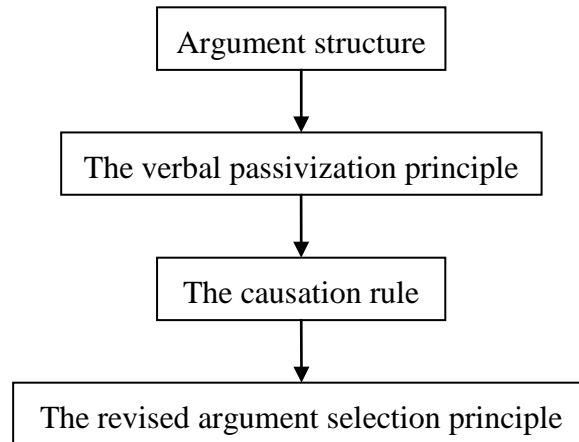 Argument structure
The verbal passivization principle
The causation rule
The revised argument selection principle